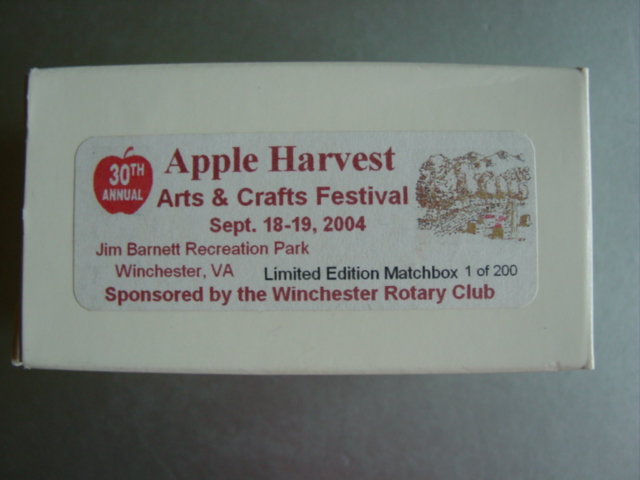 30TH
ANNUAL
Apple Harvest
Arts & Crafts Festival
Sept. 18-19, 2004
Jim Barnett Recreation Park
Winchester, VA Limited Edition Matchbox 1 of 200
Sponsored by the Winchester Rotary Club